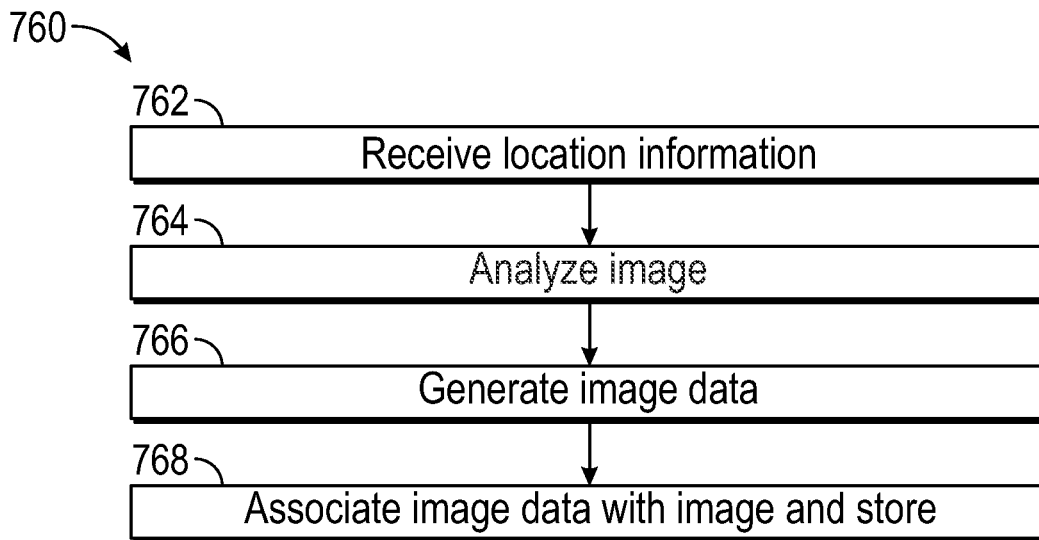 760
762
Receive location information
764
Analyze image
766
Generate image data
768
Associate image data with image and store